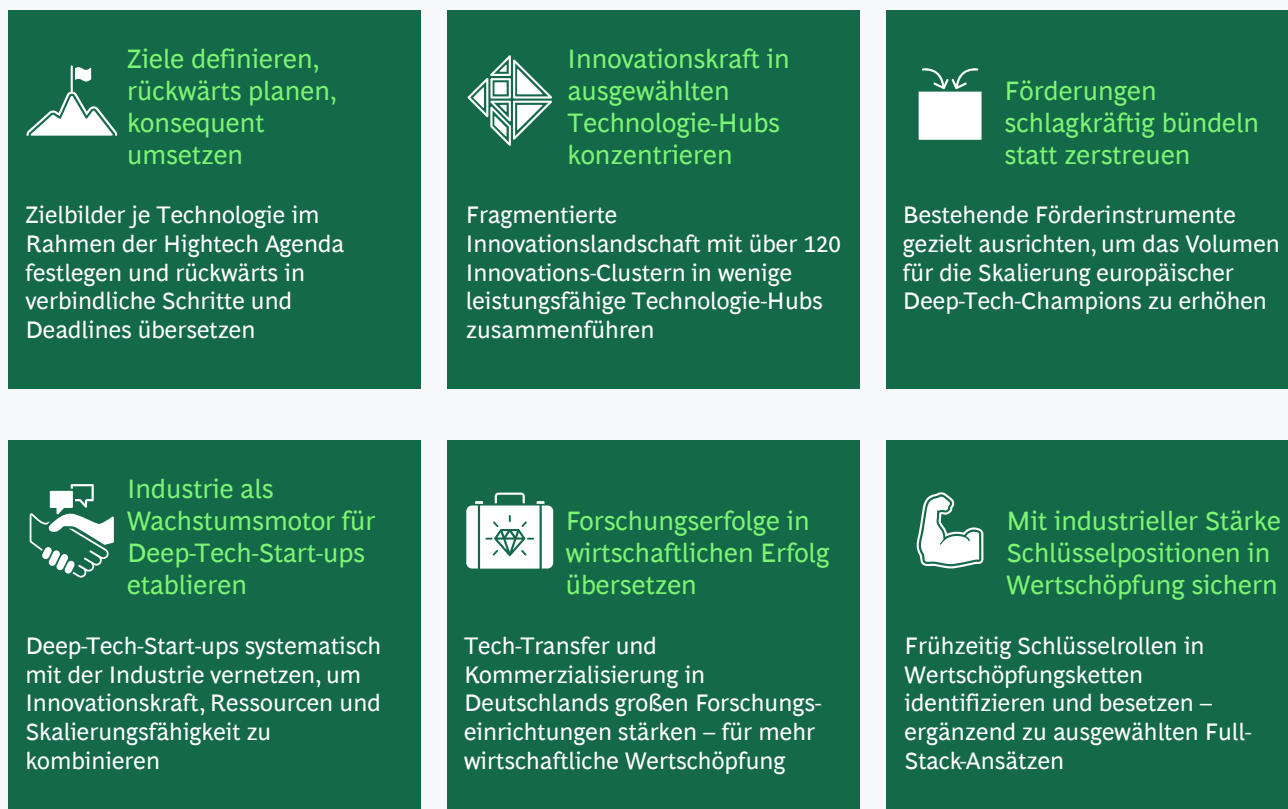 Ziele definieren,
rückwärts planen,
konsequent
umsetzen
Zielbilder je Technologie im
Rahmen der Hightech Agenda
festlegen und rückwärts in
verbindliche Schritte und
Deadlines übersetzen
Innovationskraft in
ausgewählten
Technologie-Hubs
konzentrieren
Fragmentierte
Innovationslandschaft mit über 120
Innovations-Clustern in wenige
leistungsfähige Technologie-Hubs
zusammenführen
Förderungen
schlagkräftig bündeln
statt zerstreuen
Bestehende Förderinstrumente
gezielt ausrichten, um das Volumen
für die Skalierung europäischer
Deep-Tech-Champions zu erhöhen
Industrie als
Wachstumsmotor für
Deep-Tech-Start-ups
etablieren
Deep-Tech-Start-ups systematisch
mit der Industrie vernetzen, um
Innovationskraft, Ressourcen und
Skalierungsfähigkeit zu
kombinieren
Forschungserfolge in
wirtschaftlichen Erfolg
übersetzen
Tech-Transfer und
Kommerzialisierung in
Deutschlands großen Forschungs-
einrichtungen stärken – für mehr
wirtschaftliche Wertschöpfung
Mit industrieller Stärke
Schlüsselpositionen in
Wertschöpfung sichern
Frühzeitig Schlüsselrollen in
Wertschöpfungsketten
identifizieren und besetzen –
ergänzend zu ausgewählten Full-
Stack-Ansätzen